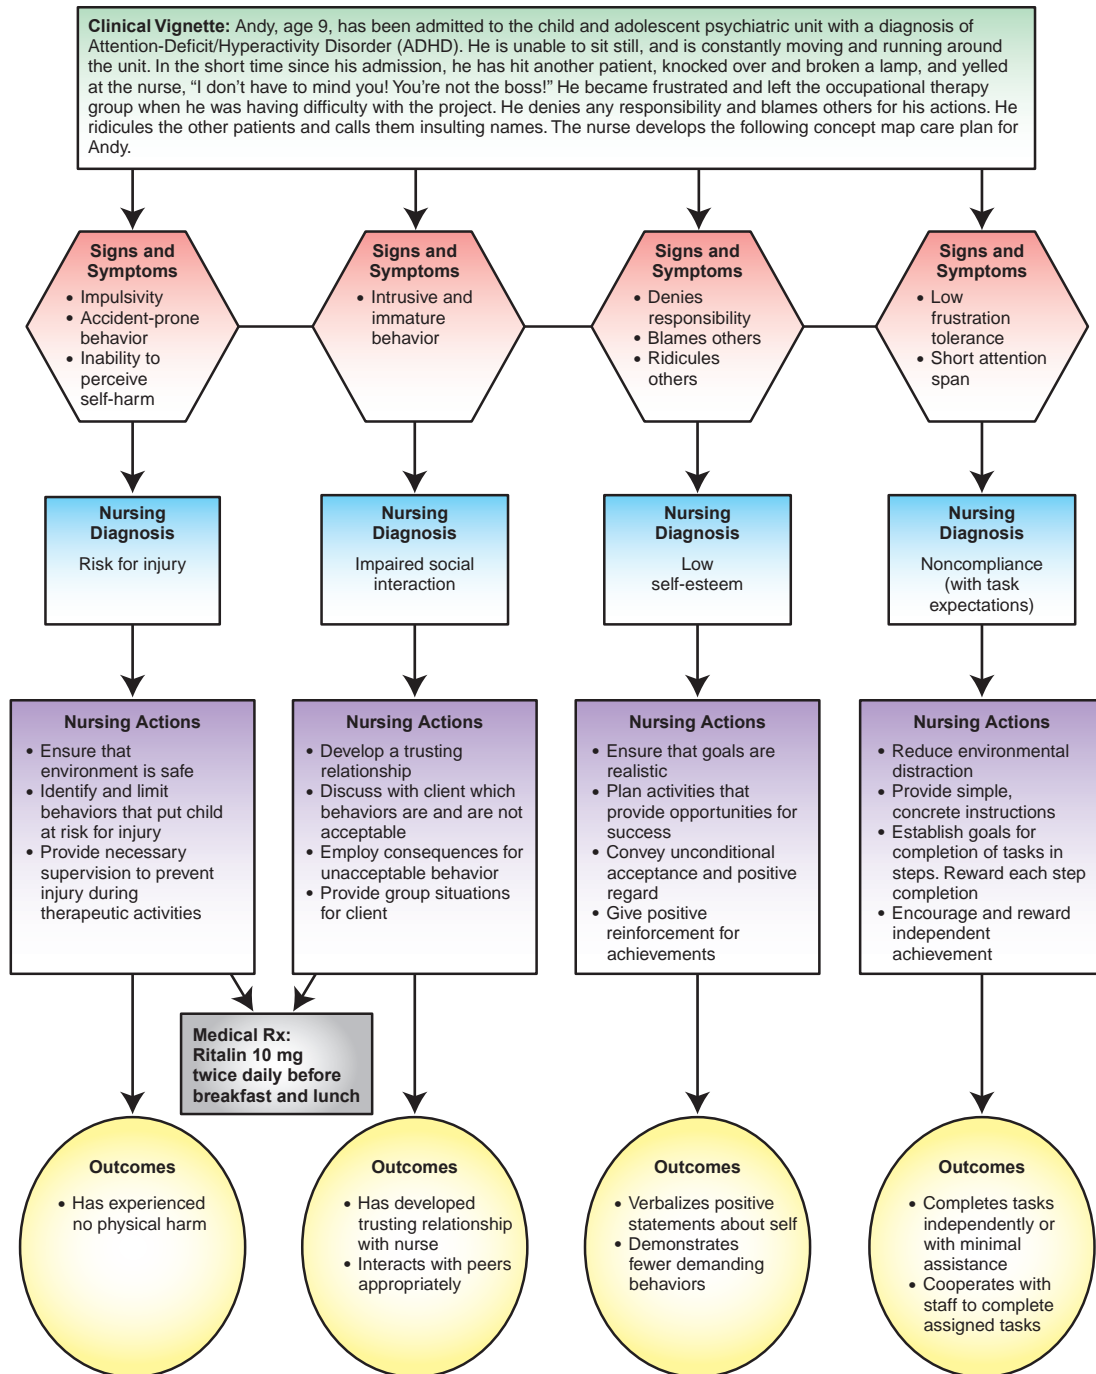 Clinical Vignette: Andy, age 9, has been admitted to the child and adolescent psychiatric unit with a diagnosis of
Attention-Deficit/Hyperactivity Disorder (ADHD). He is unable to sit still, and is constantly moving and running around
the unit. In the short time since his admission, he has hit another patient, knocked over and broken a lamp, and yelled
at the nurse, “I don’t have to mind you! You’re not the boss!” He became frustrated and left the occupational therapy
group when he was having difficulty with the project. He denies any responsibility and blames others for his actions. He
ridicules the other patients and calls them insulting names. The nurse develops the following concept map care plan for
Andy.
Signs and
Symptoms
• Impulsivity
• Accident-prone
behavior
• Inability to
perceive
self-harm
Signs and
Symptoms
• Intrusive and
immature
behavior
Signs and
Symptoms
• Denies
responsibility
• Blames others
• Ridicules
others
Signs and
Symptoms
• Low
frustration
tolerance
• Short attention
span
Nursing
Diagnosis
Risk for injury
Nursing
Diagnosis
Impaired social
interaction
Nursing
Diagnosis
Low
self-esteem
Nursing
Diagnosis
Noncompliance
(with task
expectations)
Nursing Actions
• Ensure that
environment is safe
• Identify and limit
behaviors that put child
at risk for injury
• Provide necessary
supervision to prevent
injury during
therapeutic activities
Nursing Actions
• Develop a trusting
relationship
• Discuss with client which
behaviors are and are not
acceptable
• Employ consequences for
unacceptable behavior
• Provide group situations
for client
Nursing Actions
• Ensure that goals are
realistic
• Plan activities that
provide opportunities for
success
• Convey unconditional
acceptance and positive
regard
• Give positive
reinforcement for
achievements
Nursing Actions
• Reduce environmental
distraction
• Provide simple,
concrete instructions
• Establish goals for
completion of tasks in
steps. Reward each step
completion
• Encourage and reward
independent
achievement
Medical Rx:
Ritalin 10 mg
twice daily before
breakfast and lunch
Outcomes
• Has experienced
no physical harm
Outcomes
• Has developed
trusting relationship
with nurse
• Interacts with peers
appropriately
Outcomes
• Verbalizes positive
statements about self
• Demonstrates
fewer demanding
behaviors
Outcomes
• Completes tasks
independently or
with minimal
assistance
• Cooperates with
staff to complete
assigned tasks